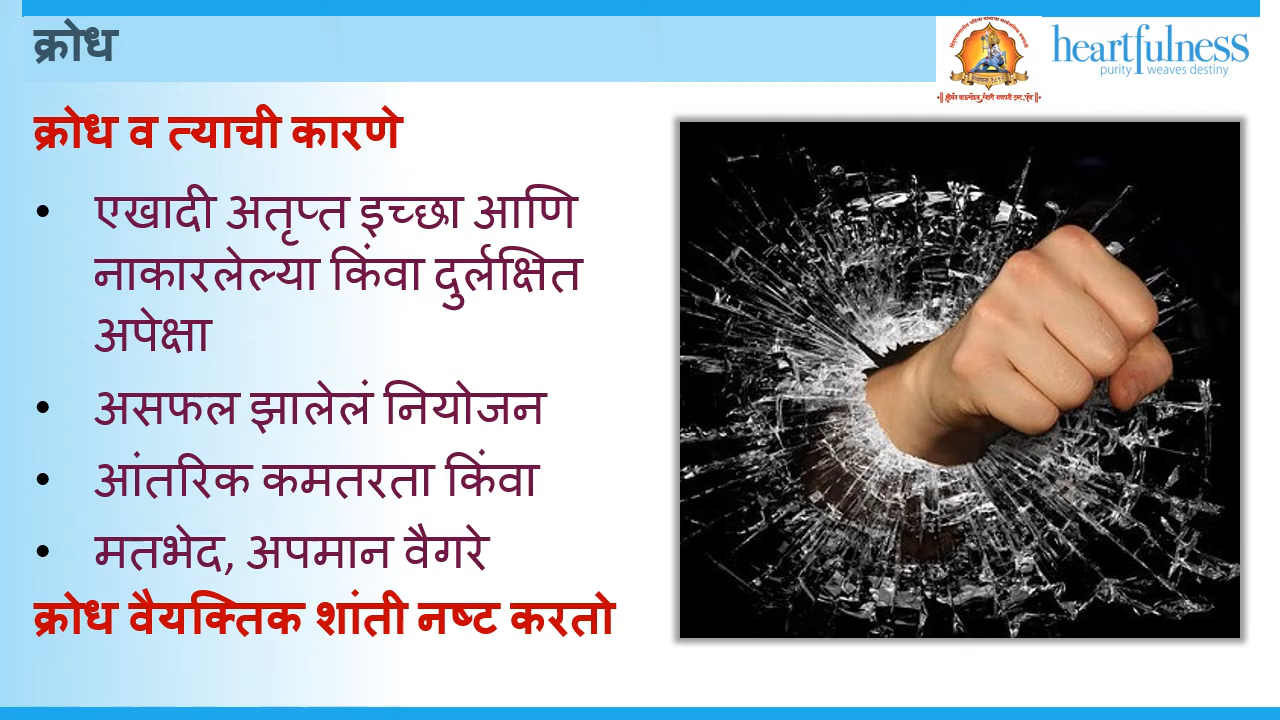 क्रोध
heartfulness
purity weaves destiny
क्रोध व त्याची कारणे
• एखादी अतृप्त इच्छा आणि
नाकारलेल्या किंवा दुर्लक्षित
अपेक्षा
• असफल झालेलं नियोजन
• आंतरिक कमतरता किंवा
• मतभेद, अपमान वैगरे
क्रोध वैयक्तिक शांती नष्ट करतो